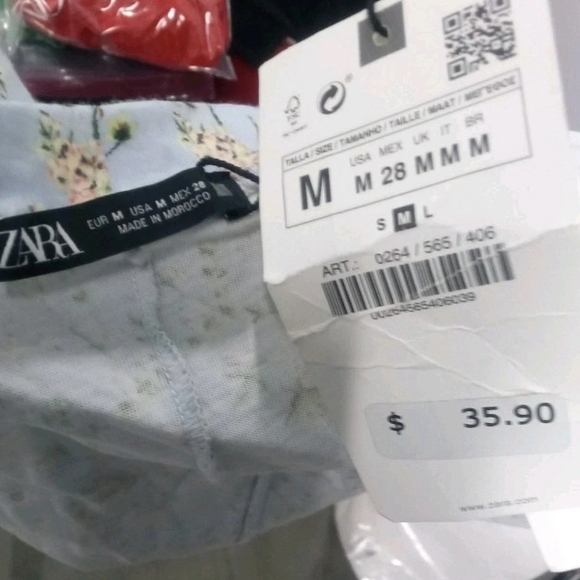 ZARA
EUR M USA M MEX 28
MADE IN MOROCCO
TALLA / SIZE / TAMANHO / TAILLE / MAAT /
USA MEX UK IT BR
M M 28 M M M
S M L
ART.: 0264 / 565 / 406
00264565406039
$ 35.90
www.zara.com